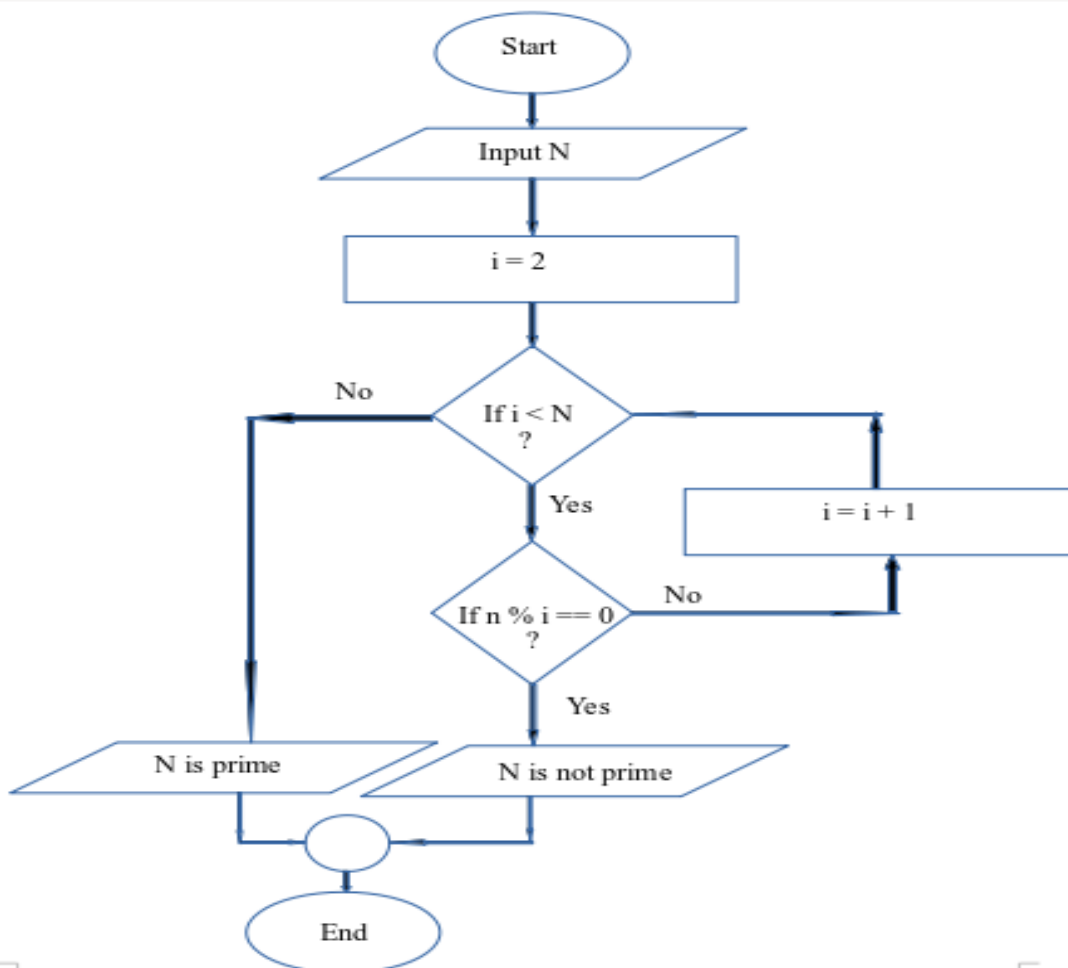 Start
Input N
i = 2
No
If i < N
?
Yes
i = i + 1
If n % i == 0
?
No
Yes
N is prime
N is not prime
End